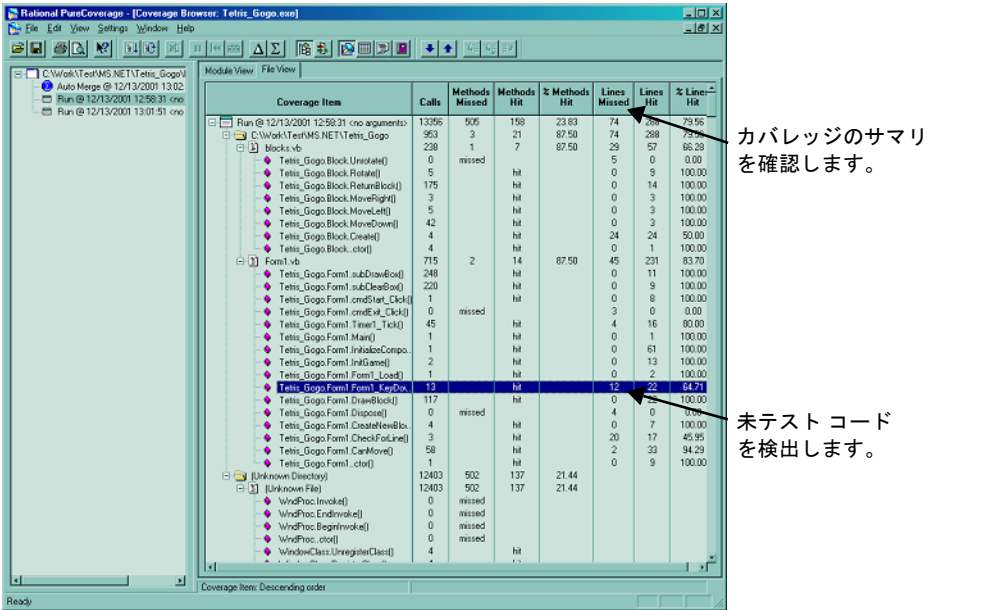 Rational PureCoverage - [Coverage Browser: Tetris_Gogo.exe]
File Edit View Settings Window Help
C:\Work\Test\MS.NET\Tetris_Gogo\
Auto Merge @ 12/13/2001 13:02
Run @ 12/13/2001 12:58:31 <no
Run @ 12/13/2001 13:01:51 <no
Module View File View
Coverage Item Calls Methods Missed Methods Hit % Methods Hit Lines Missed Lines Hit % Lines Hit
Run @ 12/13/2001 12:58:31 <no arguments> 13356 505 158 23.83 74 288 79.56
C:\Work\Test\MS.NET\Tetris_Gogo 953 3 21 87.50 74 288 79.56
blocks.vb 238 1 7 87.50 29 57 66.28
Tetris_Gogo.Block.Unrotate() 0 missed 5 0 0.00
Tetris_Gogo.Block.Rotate() 5 hit 0 9 100.00
Tetris_Gogo.Block.ReturnBlock() 175 hit 0 14 100.00
Tetris_Gogo.Block.MoveRight() 3 hit 0 3 100.00
Tetris_Gogo.Block.MoveLeft() 5 hit 0 3 100.00
Tetris_Gogo.Block.MoveDown() 42 hit 0 3 100.00
Tetris_Gogo.Block.Create() 4 hit 24 24 50.00
Tetris_Gogo.Block..ctor() 4 hit 0 1 100.00
Form1.vb 715 2 14 87.50 45 231 83.70
Tetris_Gogo.Form1.subDrawBox() 248 hit 0 11 100.00
Tetris_Gogo.Form1.subClearBox() 220 hit 0 9 100.00
Tetris_Gogo.Form1.cmdStart_Click() 1 hit 0 8 100.00
Tetris_Gogo.Form1.cmdExit_Click() 0 missed 3 0 0.00
Tetris_Gogo.Form1.Timer1_Tick() 45 hit 4 16 80.00
Tetris_Gogo.Form1.Main() 1 hit 0 1 100.00
Tetris_Gogo.Form1.InitializeCompo.. 1 hit 0 61 100.00
Tetris_Gogo.Form1.InitGame() 2 hit 0 13 100.00
Tetris_Gogo.Form1.Form1_Load() 1 hit 0 2 100.00
Tetris_Gogo.Form1.Form1_KeyDov.. 13 hit 12 22 64.71
Tetris_Gogo.Form1.DrawBlock() 117 hit 0 22 100.00
Tetris_Gogo.Form1.Dispose() 0 missed 4 0 0.00
Tetris_Gogo.Form1.CreateNewBlo.. 4 hit 0 7 100.00
Tetris_Gogo.Form1.CheckForLine() 3 hit 20 17 45.95
Tetris_Gogo.Form1.CanMove() 58 hit 2 33 94.29
Tetris_Gogo.Form1..ctor() 1 hit 0 9 100.00
(Unknown Directory) 12403 502 137 21.44
(Unknown File) 12403 502 137 21.44
WndProc.Invoke() 0 missed
WndProc.EndInvoke() 0 missed
WndProc.BeginInvoke() 0 missed
WndProc..ctor() 0 missed
WindowClass.UnregisterClass() 4 hit
Coverage Item: Descending order
Ready
カバレッジのサマリ
を確認します。
未テスト コード
を検出します。